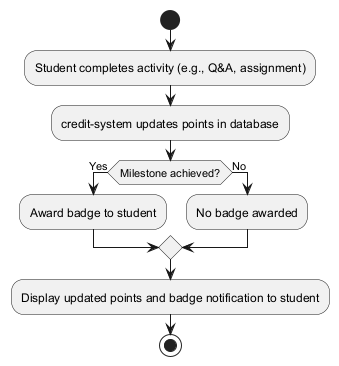 Student completes activity (e.g., Q&A, assignment)
credit-system updates points in database
Yes
Milestone achieved?
No
Award badge to student
No badge awarded
Display updated points and badge notification to student